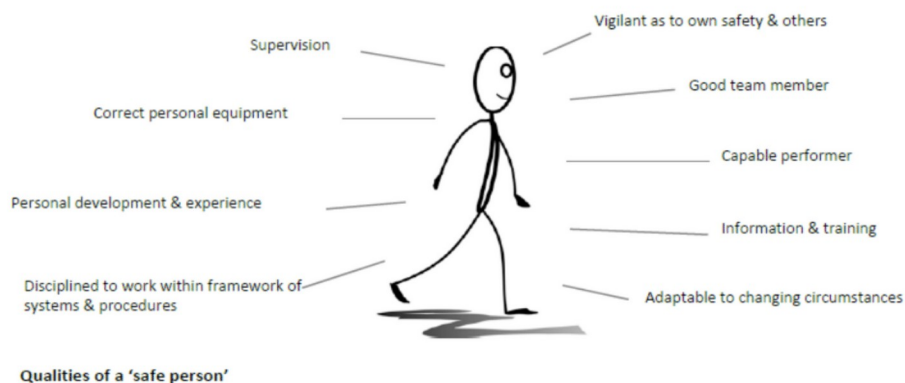 Vigilant as to own safety & others
Supervision
Good team member
Correct personal equipment
Capable performer
Personal development & experience
Information & training
Disciplined to work within framework of
systems & procedures
Adaptable to changing circumstances
Qualities of a ‘safe person’